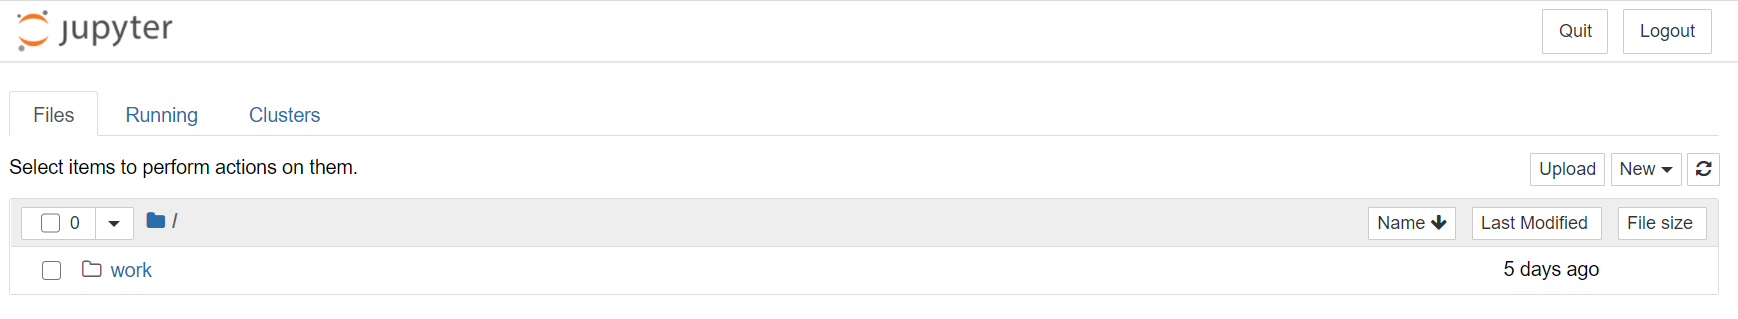 jupyter
Quit Logout
Files Running Clusters
Select items to perform actions on them.
Upload New
0 / Name Last Modified File size
work 5 days ago